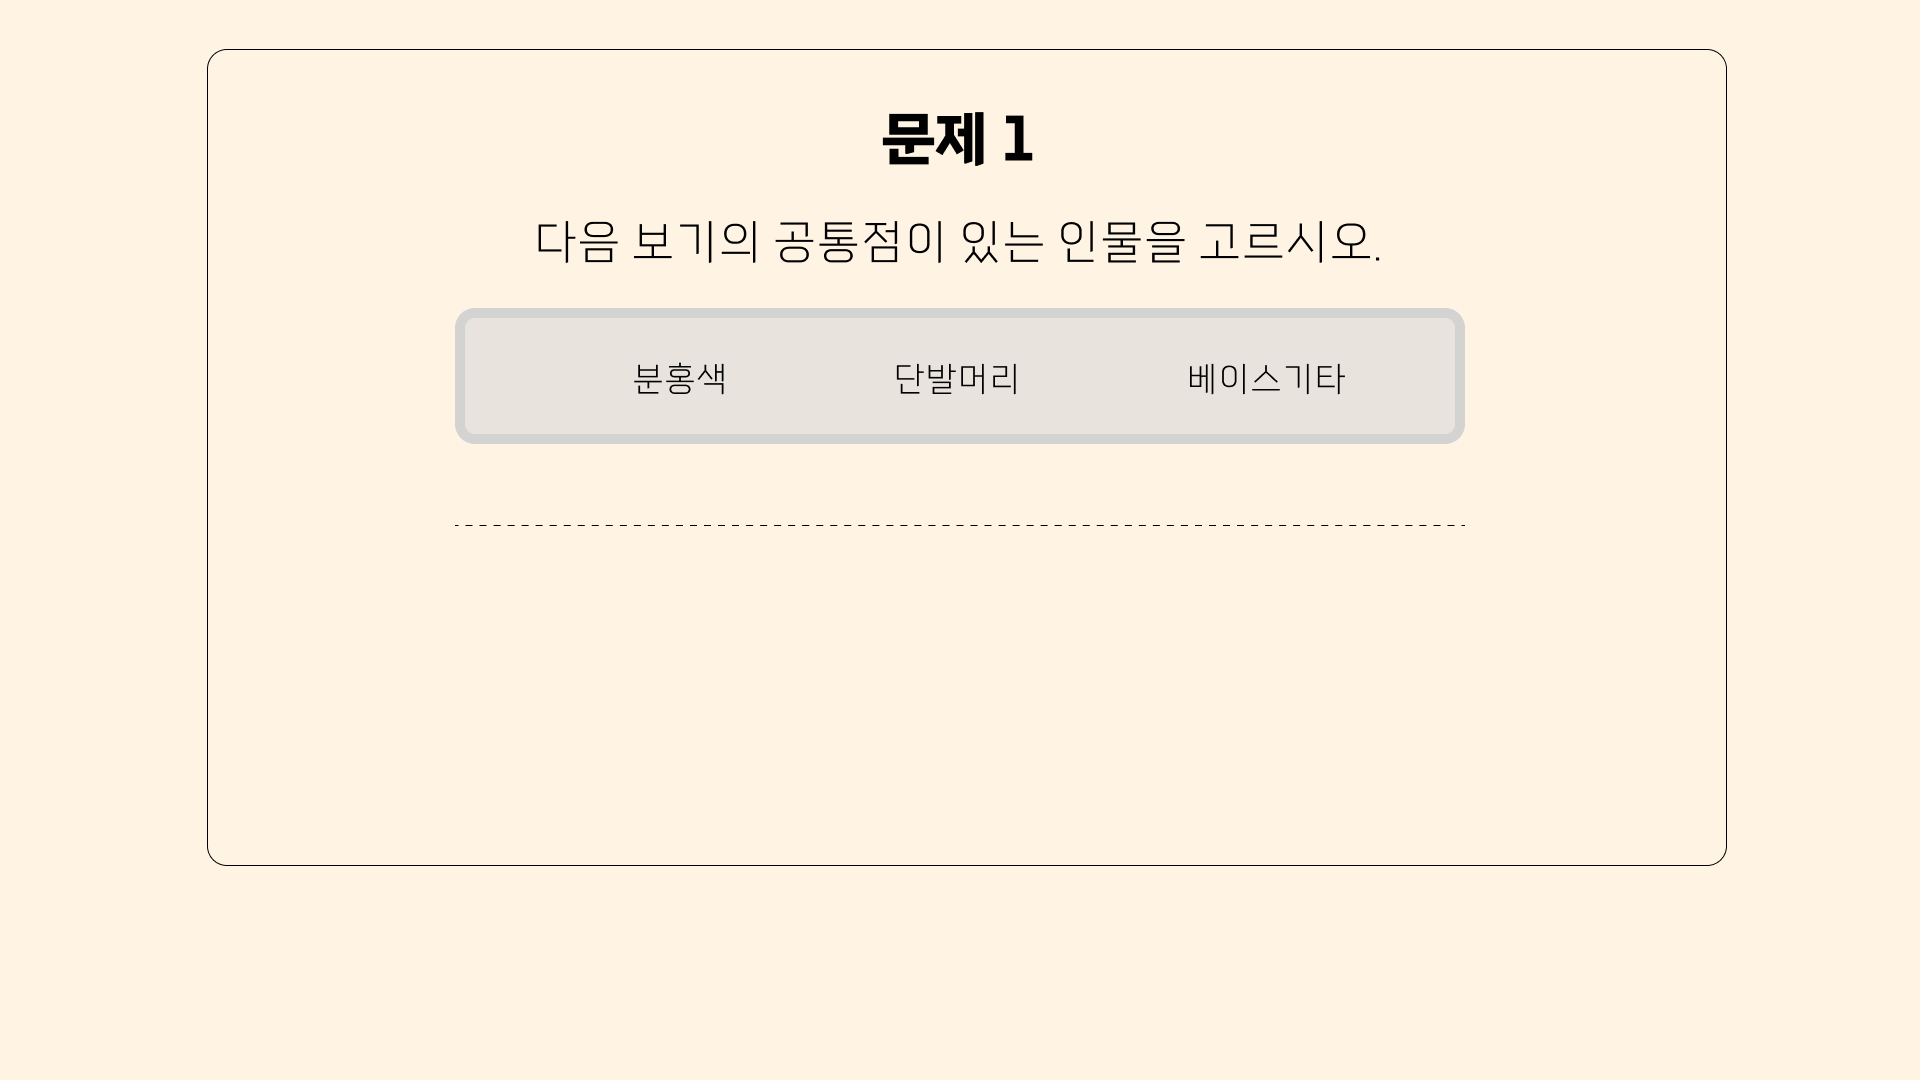 문제 1
다음 보기의 공통점이 있는 인물을 고르시오.
분홍색 단발머리 베이스기타